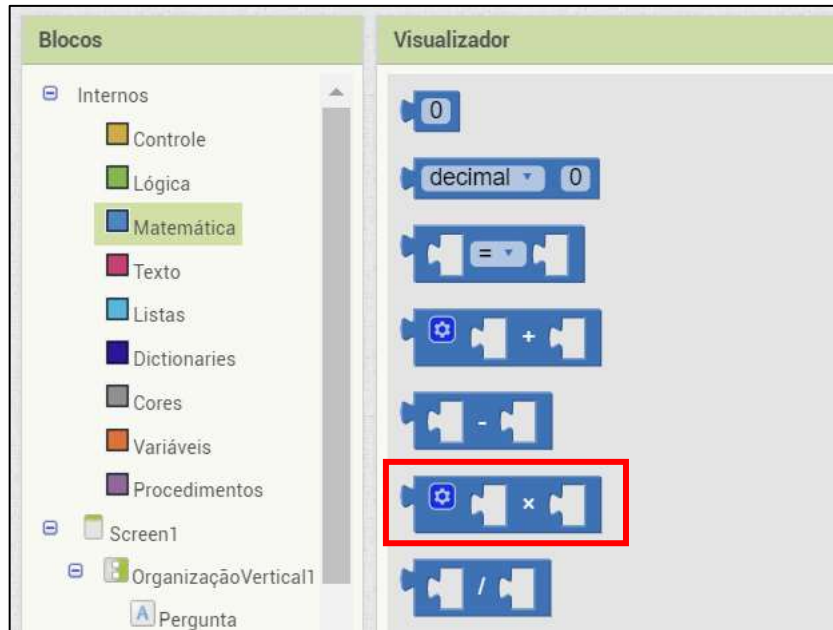 Blocos
Internos
Controle
Lógica
Matemática
Texto
Listas
Dictionaries
Cores
Variáveis
Procedimentos
Screen1
OrganizaçãoVertical1
A Pergunta
Visualizador
0
decimal 0
=
+
-
×
/